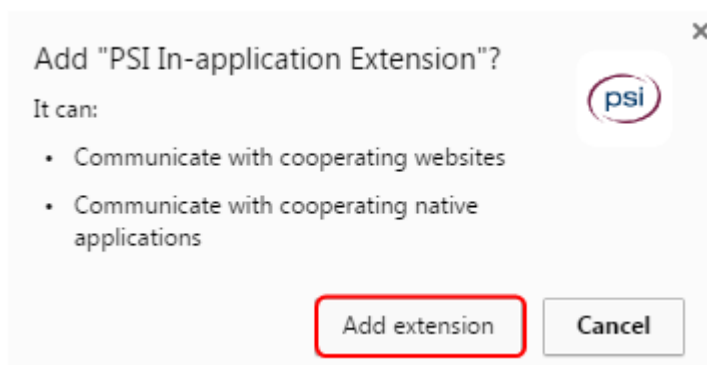 Add "PSI In-application Extension"?
psi
It can:
• Communicate with cooperating websites
• Communicate with cooperating native
applications
Add extension
Cancel